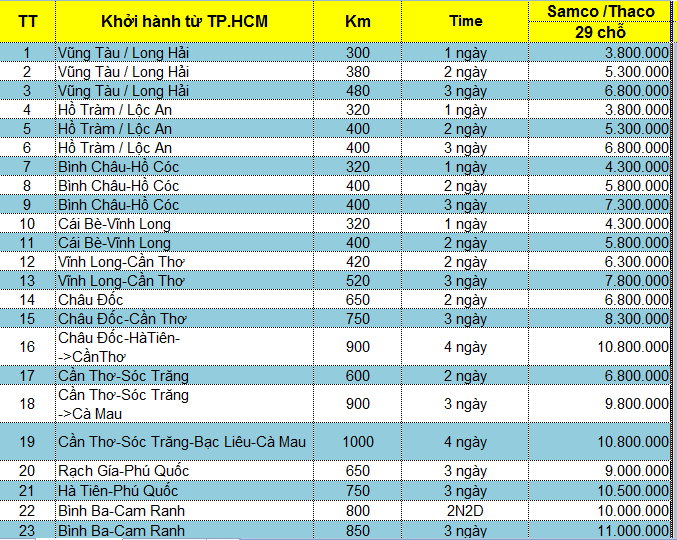 TT Khởi hành từ TP.HCM Km Time Samco /Thaco
29 chỗ
1 Vũng Tàu / Long Hải 300 1 ngày 3.800.000
2 Vũng Tàu / Long Hải 380 2 ngày 5.300.000
3 Vũng Tàu / Long Hải 480 3 ngày 6.800.000
4 Hồ Tràm / Lộc An 320 1 ngày 3.800.000
5 Hồ Tràm / Lộc An 400 2 ngày 5.300.000
6 Hồ Tràm / Lộc An 400 3 ngày 6.800.000
7 Bình Châu-Hồ Cóc 320 1 ngày 4.300.000
8 Bình Châu-Hồ Cóc 400 2 ngày 5.800.000
9 Bình Châu-Hồ Cóc 400 3 ngày 7.300.000
10 Cái Bè-Vĩnh Long 320 1 ngày 4.300.000
11 Cái Bè-Vĩnh Long 400 2 ngày 5.800.000
12 Vĩnh Long-Cần Thơ 420 2 ngày 6.300.000
13 Vĩnh Long-Cần Thơ 520 3 ngày 7.800.000
14 Châu Đốc 650 2 ngày 6.800.000
15 Châu Đốc-Cần Thơ 750 3 ngày 8.300.000
16 Châu Đốc-HàTiên- 900 4 ngày 10.800.000
->CầnThơ
17 Cần Thơ-Sóc Trăng 600 2 ngày 6.800.000
18 Cần Thơ-Sóc Trăng 900 3 ngày 9.800.000
->Cà Mau
19 Cần Thơ-Sóc Trăng-Bạc Liêu-Cà Mau 1000 4 ngày 10.800.000
20 Rạch Gía-Phú Quốc 650 3 ngày 9.000.000
21 Hà Tiên-Phú Quốc 750 3 ngày 10.500.000
22 Bình Ba-Cam Ranh 800 2N2D 10.000.000
23 Bình Ba-Cam Ranh 850 3 ngày 11.000.000